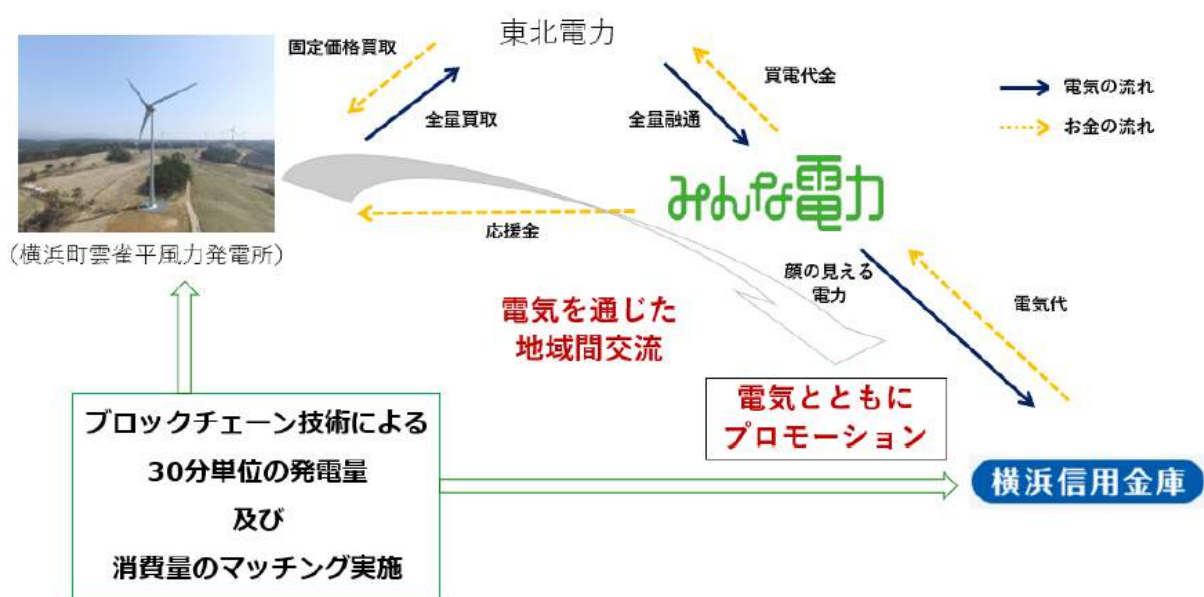 東北電力
固定価格買取
全量買取
全量融通
買電代金
電気の流れ
お金の流れ
みんな電力
(横浜町雲雀平風力発電所)
応援金
顔の見える
電力
電気代
電気を通じた
地域間交流
電気とともに
プロモーション
ブロックチェーン技術による
30分単位の発電量
及び
消費量のマッチング実施
横浜信用金庫